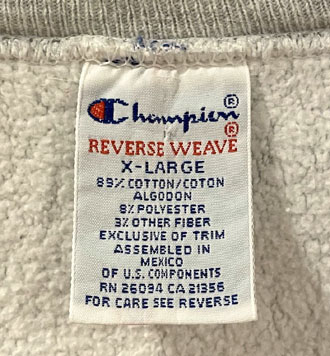 Champion ®
®
REVERSE WEAVE
X-LARGE
89% COTTON/COTON
ALGODON
8% POLYESTER
3% OTHER FIBER
EXCLUSIVE OF TRIM
ASSEMBLED IN
MEXICO
OF U.S. COMPONENTS
RN 26094 CA 21356
FOR CARE SEE REVERSE